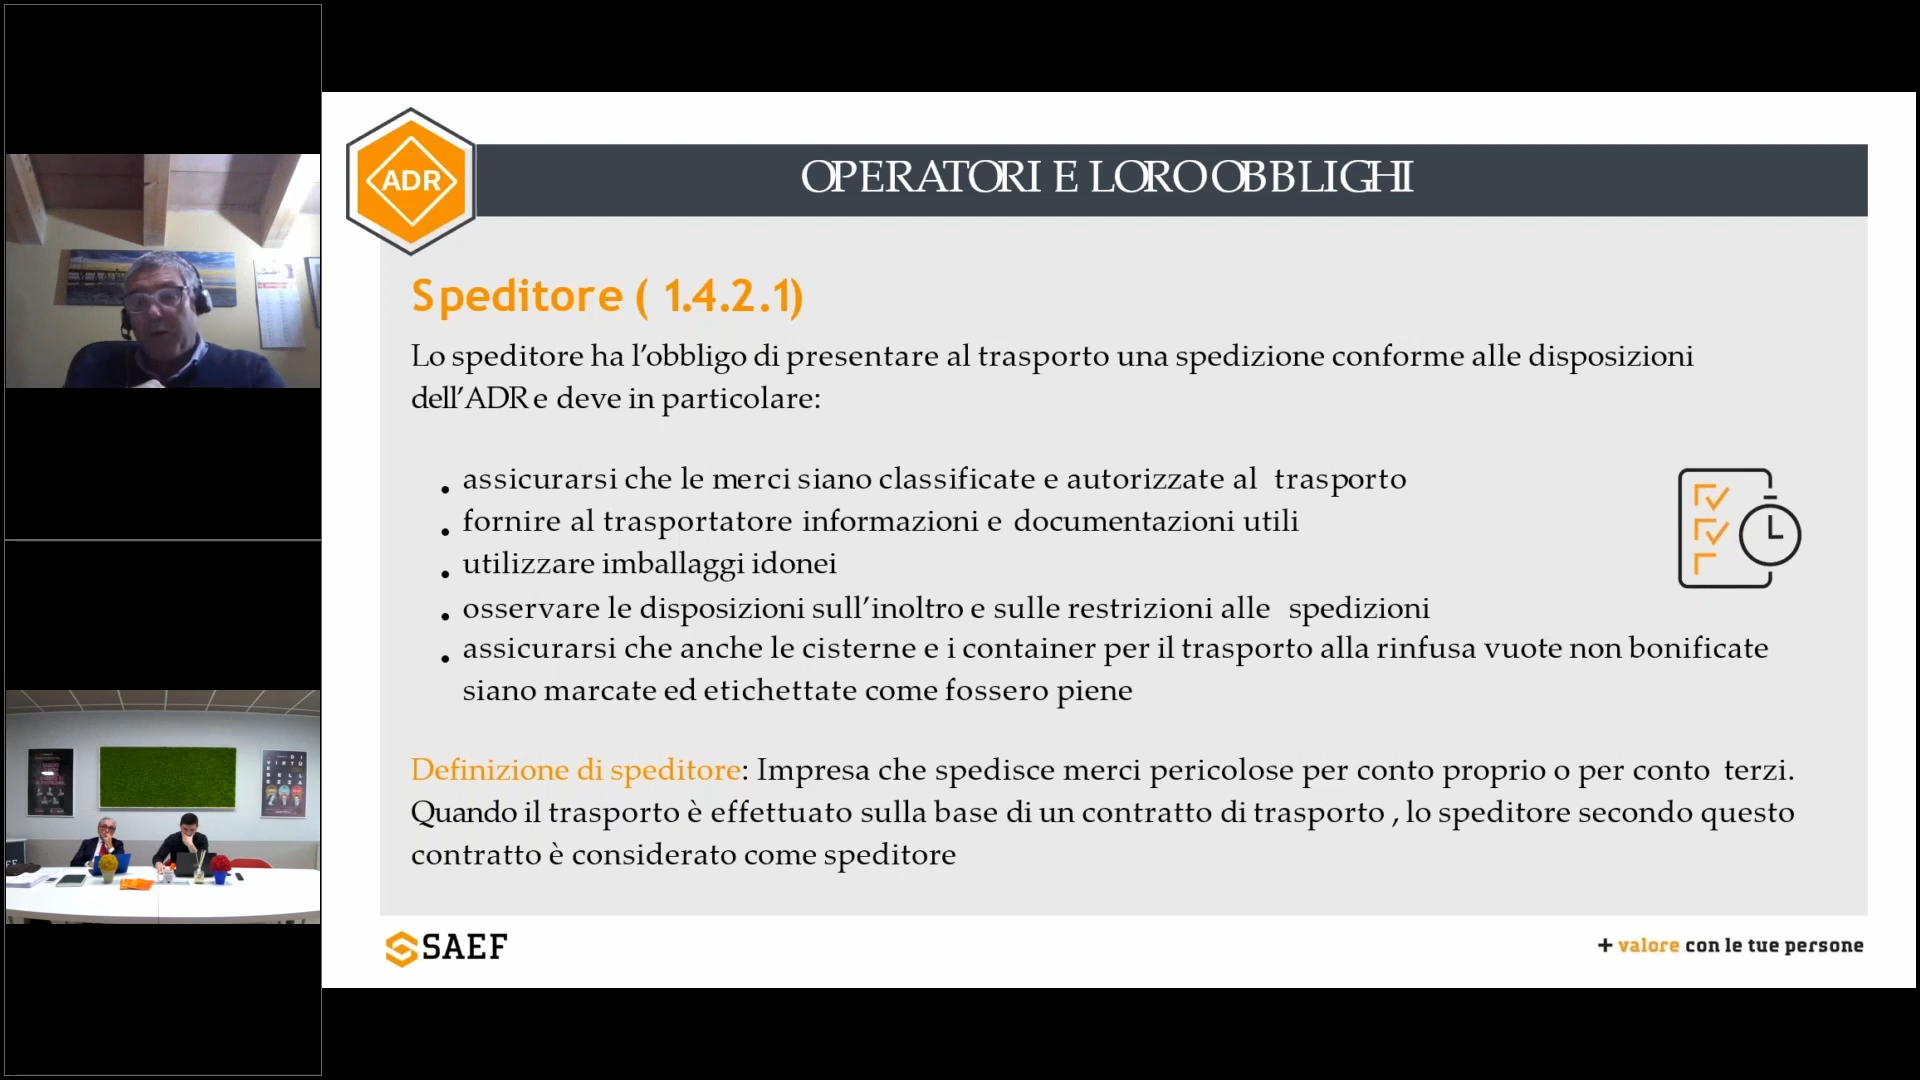 ADR
OPERATORI E LORO OBBLIGHI
Speditore ( 1.4.2.1)
Lo speditore ha l’obbligo di presentare al trasporto una spedizione conforme alle disposizioni
dell’ADR e deve in particolare:
• assicurarsi che le merci siano classificate e autorizzate al trasporto
• fornire al trasportatore informazioni e documentazioni utili
• utilizzare imballaggi idonei
• osservare le disposizioni sull’inoltro e sulle restrizioni alle spedizioni
• assicurarsi che anche le cisterne e i container per il trasporto alla rinfusa vuote non bonificate
siano marcate ed etichettate come fossero piene
Definizione di speditore: Impresa che spedisce merci pericolose per conto proprio o per conto terzi.
Quando il trasporto è effettuato sulla base di un contratto di trasporto , lo speditore secondo questo
contratto è considerato come speditore
SAEF
+ valore con le tue persone